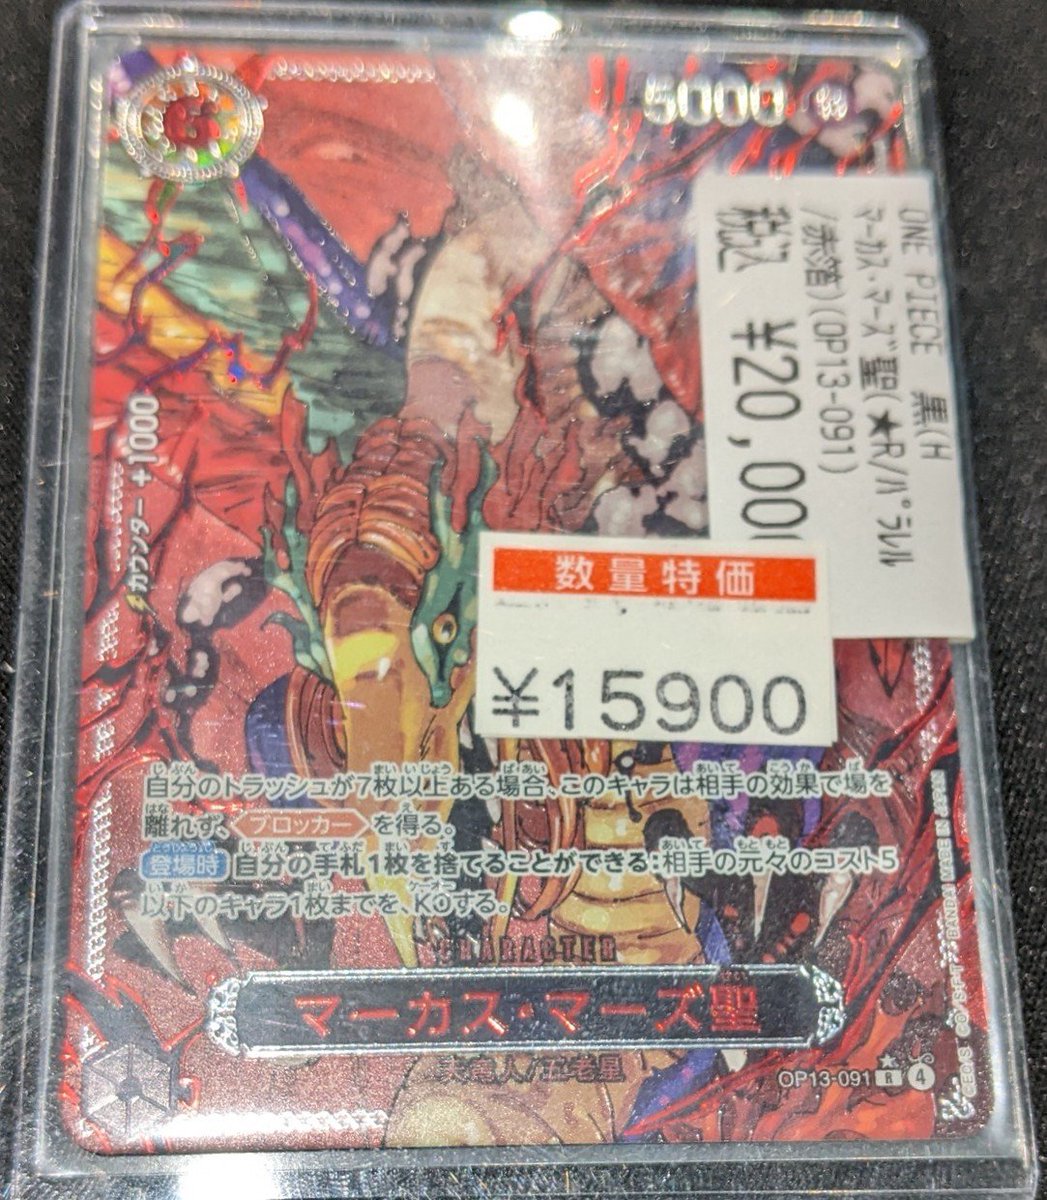 5000
ONE PIECE 黒(H
マーカス・マーズ聖(★R/パラレル
/赤箔)(OP13-091)
税込 ¥20,00
数量特価
¥15900
カウンター +1000
自分のトラッシュが7枚以上ある場合、このキャラは相手の効果で場を
離れず、ブロッカーを得る。
登場時 自分の手札1枚を捨てることができる：相手の元々のコスト5
以下のキャラ1枚までを、KOする。
CHARACTER
マーカス・マーズ聖
天竜人/五老星
OP13-091 R 4